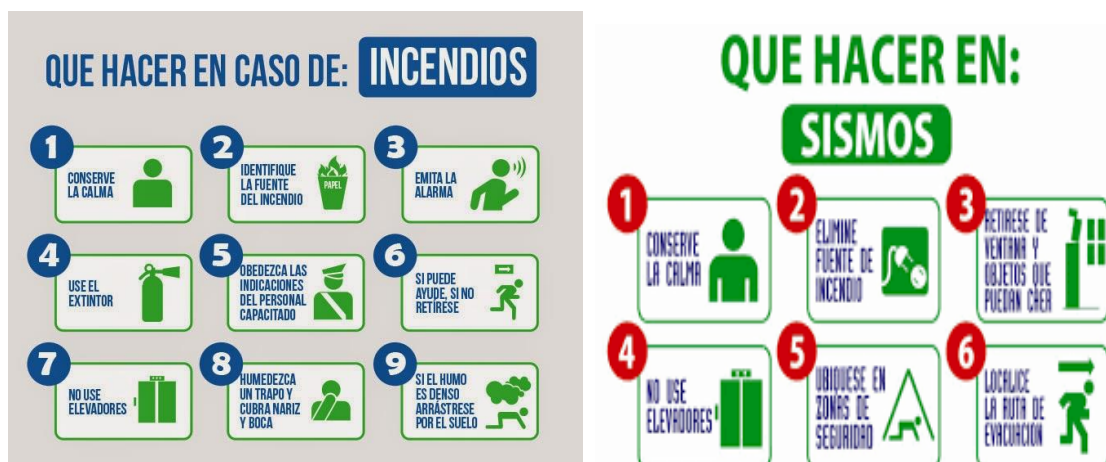 QUE HACER EN CASO DE: INCENDIOS
1
CONSERVE
LA CALMA
2
IDENTIFIQUE
LA FUENTE
DEL INCENDIO
PAPEL
3
EMITA LA
ALARMA
4
USE EL
EXTINTOR
5
OBEDEZCA LAS
INDICACIONES
DEL PERSONAL
CAPACITADO
6
SI PUEDE
AYUDE, SI NO
RETÍRESE
7
NO USE
ELEVADORES
8
HUMEDEZCA
UN TRAPO Y
CUBRA NARIZ
Y BOCA
9
SI EL HUMO
ES DENSO
ARRÁSTRESE
POR EL SUELO
QUE HACER EN:
SISMOS
1
CONSERVE
LA CALMA
2
ELIMINE
FUENTE DE
INCENDIO
3
RETIRESE DE
VENTANA Y
OBJETOS QUE
PUEDAN CAER
4
NO USE
ELEVADORES
5
UBIQUESE EN
ZONAS DE
SEGURIDAD
6
LOCALICE
LA RUTA DE
EVACUACION